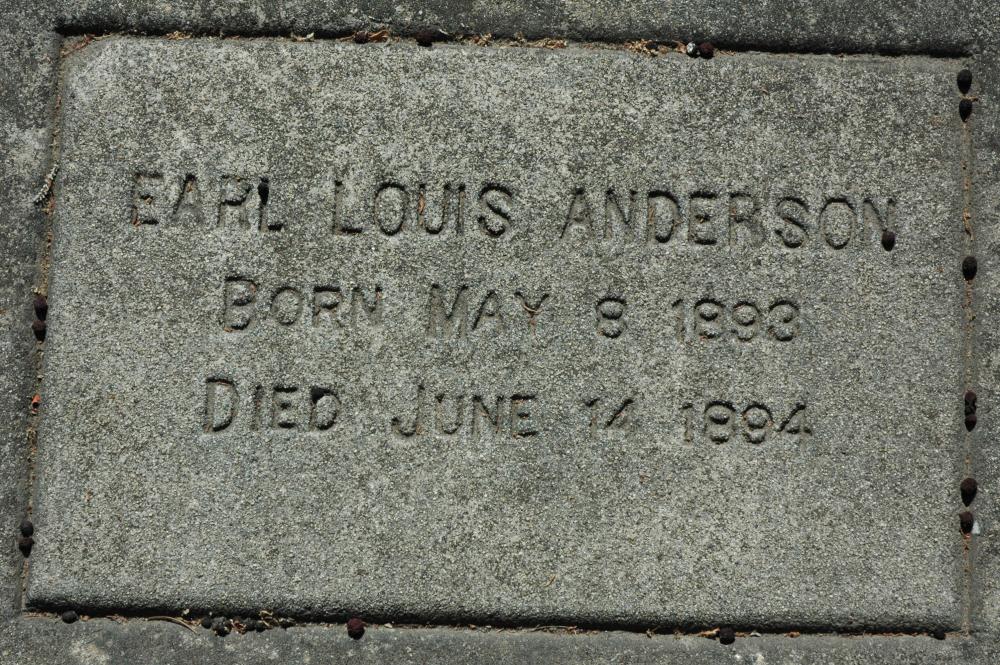 EARL LOUIS ANDERSON
BORN MAY 8 1893
DIED JUNE 14 1894